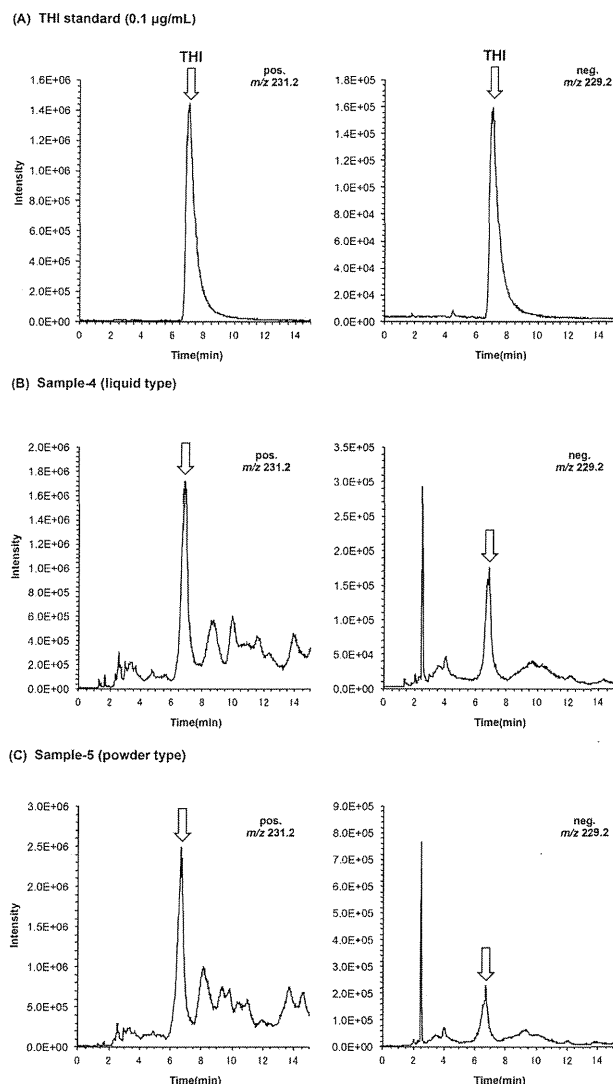 (A) THI standard (0.1 µg/mL)
THI
pos.
m/z 231.2
Intensity
1.6E+06
1.4E+06
1.2E+06
1.0E+06
8.0E+05
6.0E+05
4.0E+05
2.0E+05
0.0E+00
0 2 4 6 8 10 12 14
Time(min)
THI
neg.
m/z 229.2
1.8E+05
1.6E+05
1.4E+05
1.2E+05
1.0E+05
8.0E+04
6.0E+04
4.0E+04
2.0E+04
0.0E+00
0 2 4 6 8 10 12 14
Time(min)
(B) Sample-4 (liquid type)
pos.
m/z 231.2
Intensity
2.0E+06
1.8E+06
1.6E+06
1.4E+06
1.2E+06
1.0E+06
8.0E+05
6.0E+05
4.0E+05
2.0E+05
0.0E+00
0 2 4 6 8 10 12 14
Time(min)
neg.
m/z 229.2
3.5E+05
3.0E+05
2.5E+05
2.0E+05
1.5E+05
1.0E+05
5.0E+04
0.0E+00
0 2 4 6 8 10 12 14
Time(min)
(C) Sample-5 (powder type)
pos.
m/z 231.2
Intensity
3.0E+06
2.5E+06
2.0E+06
1.5E+06
1.0E+06
5.0E+05
0.0E+00
0 2 4 6 8 10 12 14
Time(min)
neg.
m/z 229.2
9.0E+05
8.0E+05
7.0E+05
6.0E+05
5.0E+05
4.0E+05
3.0E+05
2.0E+05
1.0E+05
0.0E+00
0 2 4 6 8 10 12 14
Time(min)